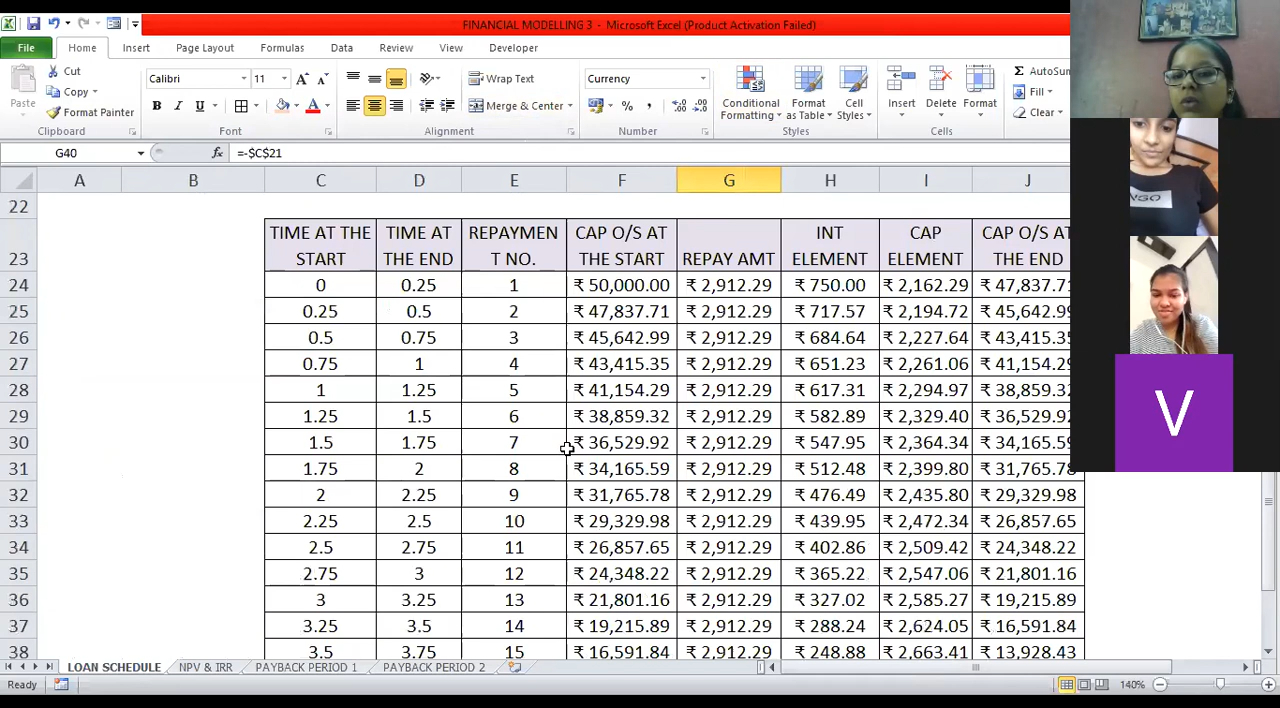 FINANCIAL MODELLING 3 - Microsoft Excel (Product Activation Failed)
File Home Insert Page Layout Formulas Data Review View Developer
Paste Cut Copy Format Painter Clipboard
Calibri 11 B I U A Font
Wrap Text Merge & Center Alignment
Currency % , Number
Conditional Formatting Format as Table Cell Styles Styles
Insert Delete Format Cells
Σ AutoSum Fill Clear
G40 fx =-$C$21
A B C D E F G H I J
22
23 TIME AT THE START TIME AT THE END REPAYMENT NO. CAP O/S AT THE START REPAY AMT INT ELEMENT CAP ELEMENT CAP O/S AT THE END
24 0 0.25 1 ₹ 50,000.00 ₹ 2,912.29 ₹ 750.00 ₹ 2,162.29 ₹ 47,837.71
25 0.25 0.5 2 ₹ 47,837.71 ₹ 2,912.29 ₹ 717.57 ₹ 2,194.72 ₹ 45,642.99
26 0.5 0.75 3 ₹ 45,642.99 ₹ 2,912.29 ₹ 684.64 ₹ 2,227.64 ₹ 43,415.35
27 0.75 1 4 ₹ 43,415.35 ₹ 2,912.29 ₹ 651.23 ₹ 2,261.06 ₹ 41,154.29
28 1 1.25 5 ₹ 41,154.29 ₹ 2,912.29 ₹ 617.31 ₹ 2,294.97 ₹ 38,859.32
29 1.25 1.5 6 ₹ 38,859.32 ₹ 2,912.29 ₹ 582.89 ₹ 2,329.40 ₹ 36,529.92
30 1.5 1.75 7 ₹ 36,529.92 ₹ 2,912.29 ₹ 547.95 ₹ 2,364.34 ₹ 34,165.59
31 1.75 2 8 ₹ 34,165.59 ₹ 2,912.29 ₹ 512.48 ₹ 2,399.80 ₹ 31,765.78
32 2 2.25 9 ₹ 31,765.78 ₹ 2,912.29 ₹ 476.49 ₹ 2,435.80 ₹ 29,329.98
33 2.25 2.5 10 ₹ 29,329.98 ₹ 2,912.29 ₹ 439.95 ₹ 2,472.34 ₹ 26,857.65
34 2.5 2.75 11 ₹ 26,857.65 ₹ 2,912.29 ₹ 402.86 ₹ 2,509.42 ₹ 24,348.22
35 2.75 3 12 ₹ 24,348.22 ₹ 2,912.29 ₹ 365.22 ₹ 2,547.06 ₹ 21,801.16
36 3 3.25 13 ₹ 21,801.16 ₹ 2,912.29 ₹ 327.02 ₹ 2,585.27 ₹ 19,215.89
37 3.25 3.5 14 ₹ 19,215.89 ₹ 2,912.29 ₹ 288.24 ₹ 2,624.05 ₹ 16,591.84
38 3.5 3.75 15 ₹ 16,591.84 ₹ 2,912.29 ₹ 248.88 ₹ 2,663.41 ₹ 13,928.43
LOAN SCHEDULE NPV & IRR PAYBACK PERIOD 1 PAYBACK PERIOD 2
Ready 140%
V